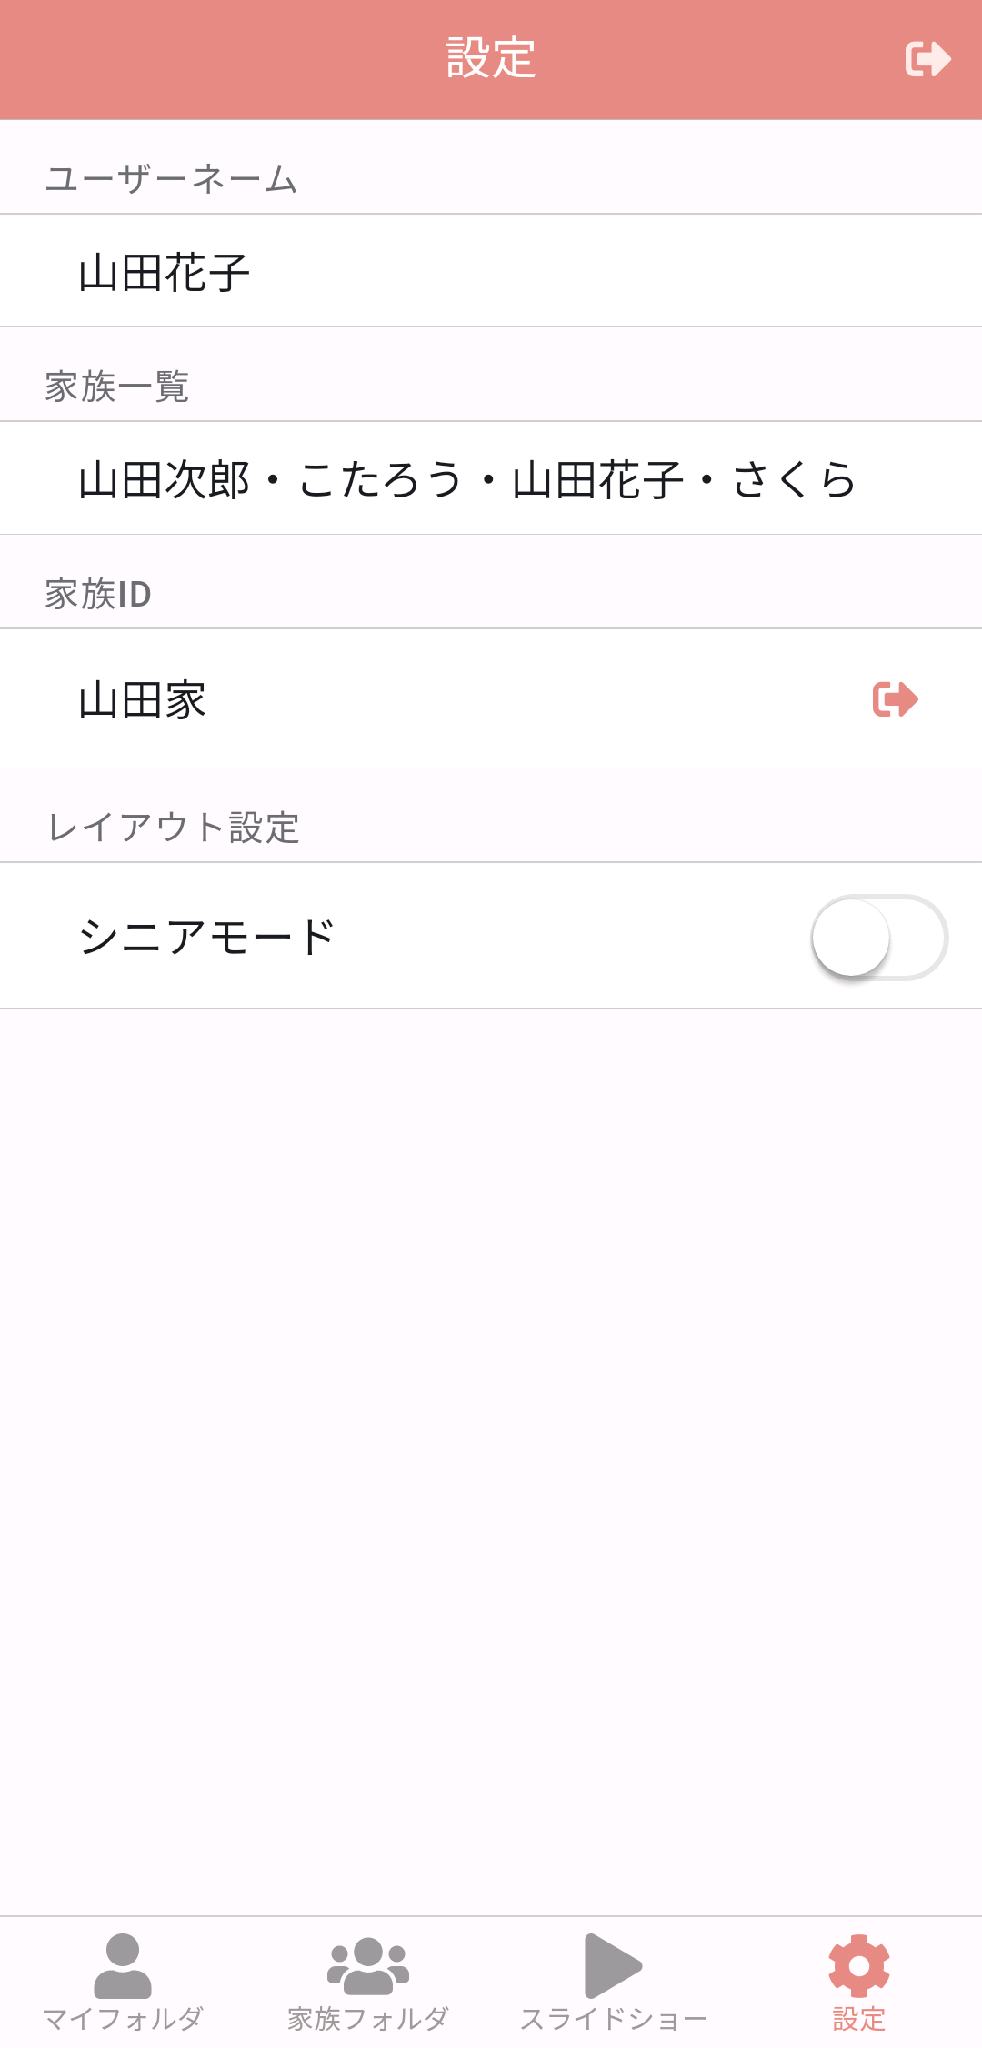 設定
ユーザーネーム
山田花子
家族一覧
山田次郎・こたろう・山田花子・さくら
家族ID
山田家
レイアウト設定
シニアモード
マイフォルダ
家族フォルダ
スライドショー
設定